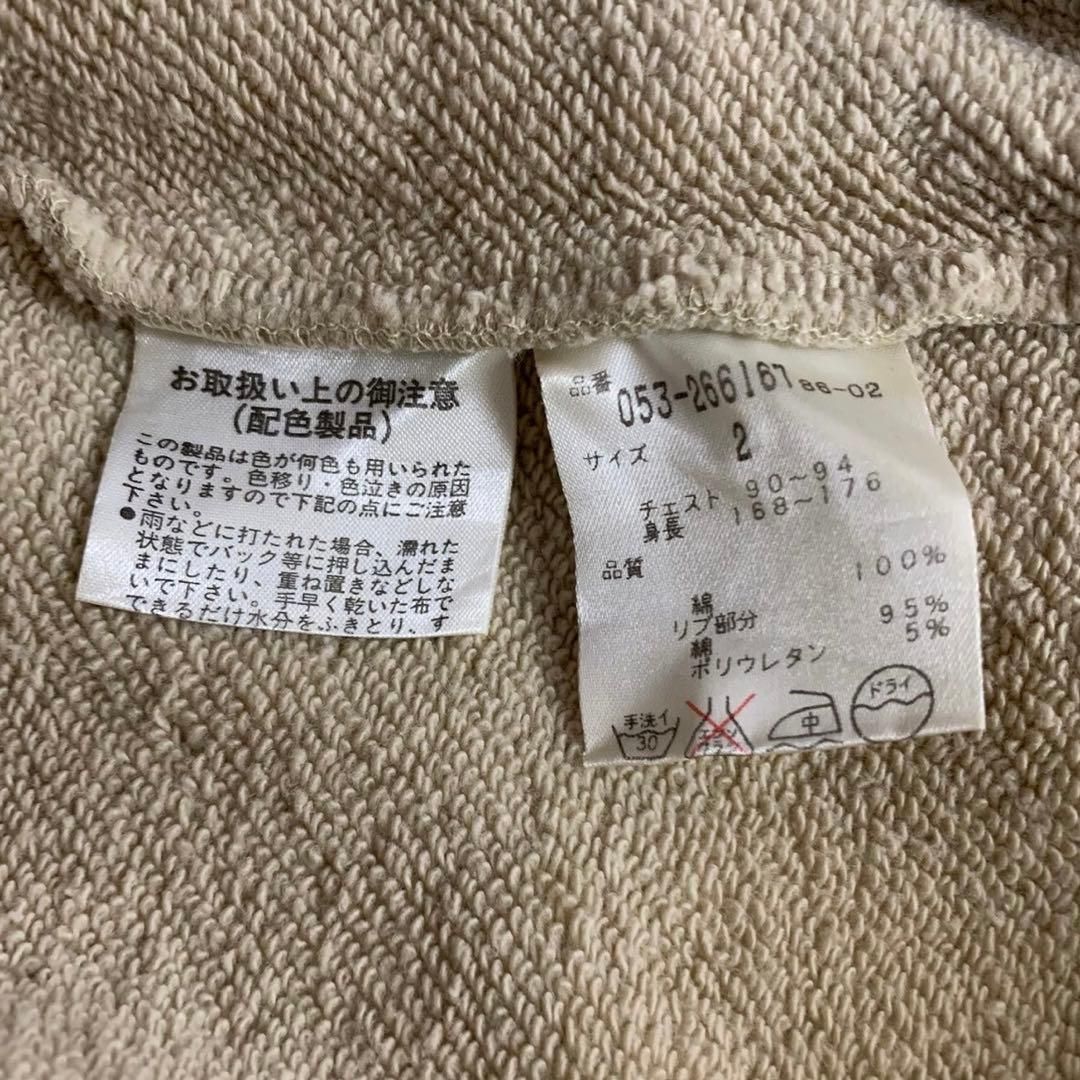 お取扱い上の御注意
(配色製品)
この製品は色が何色も用いられた
ものです。色移り・色泣きの原因
となりますので下記の点にご注意
下さい。
●雨などに打たれた場合、濡れた
状態でバック等に押し込んだま
まにしたり、重ね置きなどしな
いで下さい。手早く乾いた布で
できるだけ水分をふきとり、す
品番 053-266167 86-02
サイズ 2
チェスト 90~94
身長 168~176
品質 100%
綿
リブ部分 95%
綿 5%
ポリウレタン
手洗イ 30
エンソ
サラシ
中
ドライ